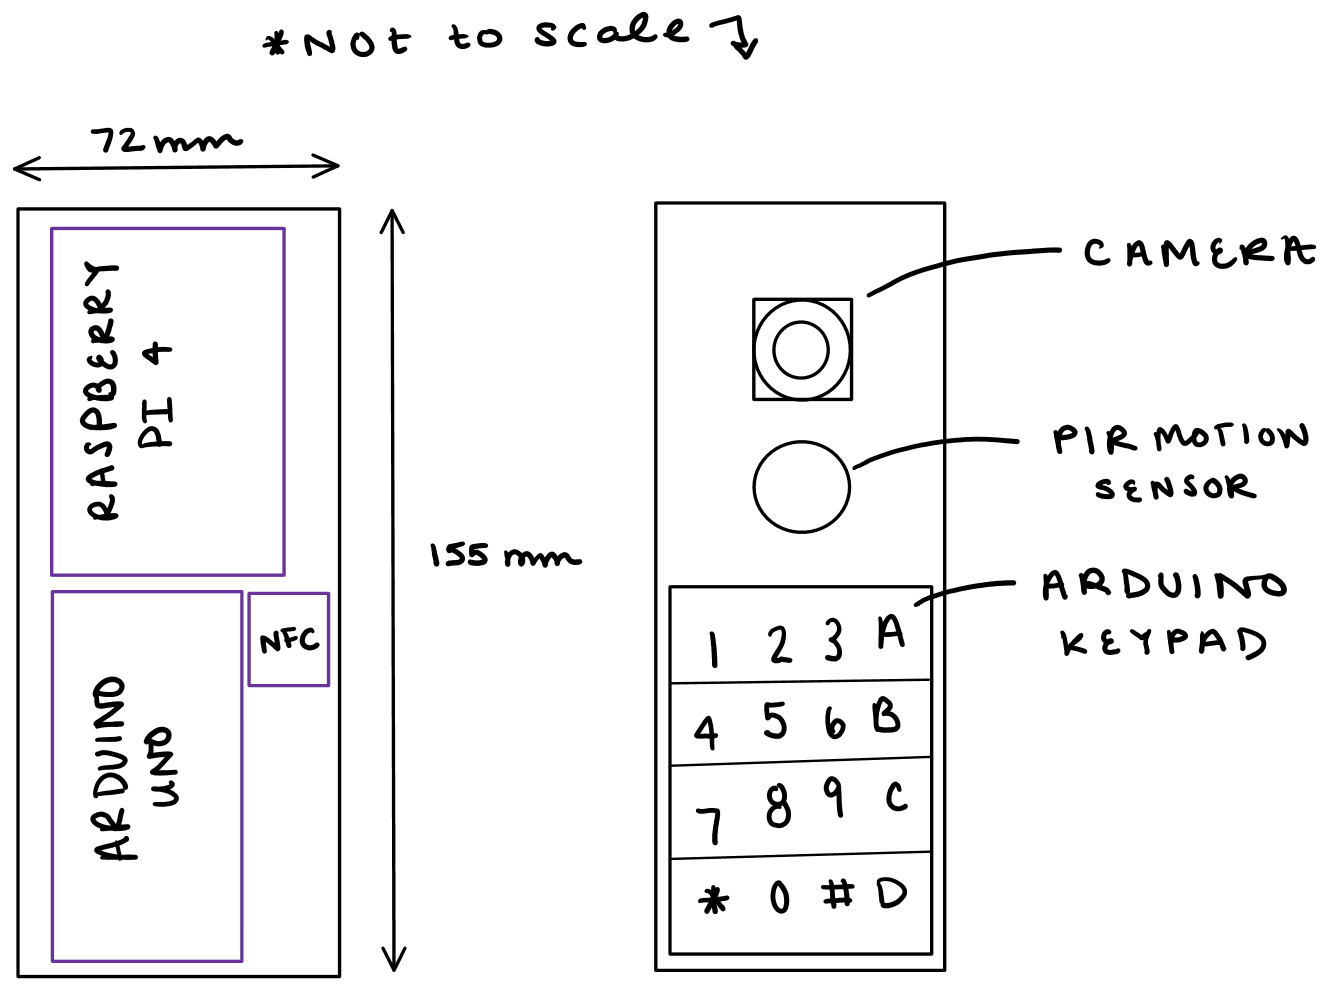 *NOT to scale
72mm
RASPBERRY
PI 4
NFC
ARDUINO
UNO
155 mm
CAMERA
PIR MOTION
SENSOR
ARDUINO
KEYPAD
1 2 3 A
4 5 6 B
7 8 9 C
* 0 # D